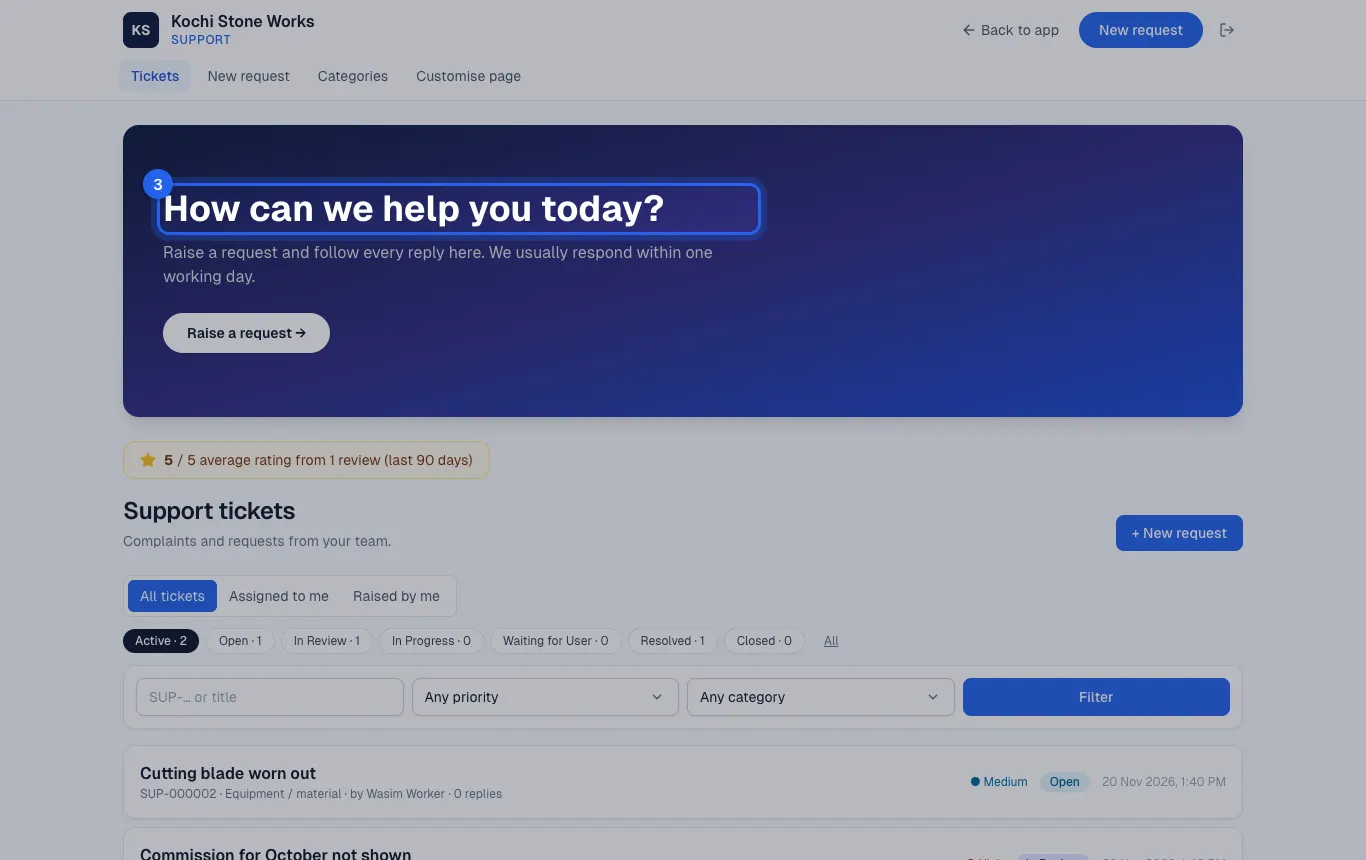 KS
Kochi Stone Works
SUPPORT
← Back to app
New request
Tickets
New request
Categories
Customise page
3
How can we help you today?
Raise a request and follow every reply here. We usually respond within one
working day.
Raise a request →
5 / 5 average rating from 1 review (last 90 days)
Support tickets
Complaints and requests from your team.
+ New request
All tickets
Assigned to me
Raised by me
Active · 2
Open · 1
In Review · 1
In Progress · 0
Waiting for User · 0
Resolved · 1
Closed · 0
All
SUP-… or title
Any priority
Any category
Filter
Cutting blade worn out
SUP-000002 · Equipment / material · by Wasim Worker · 0 replies
Medium
Open
20 Nov 2026, 1:40 PM
Commission for October not shown